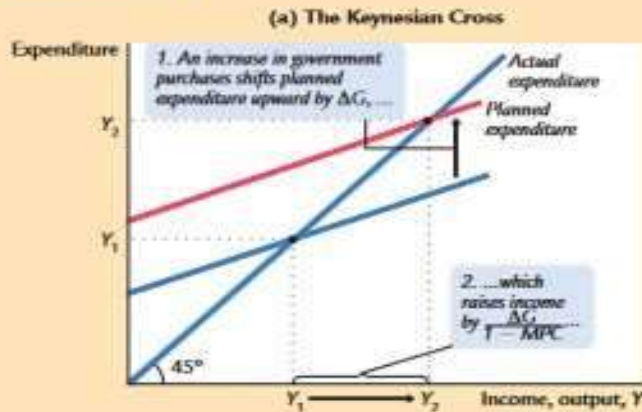 (a) The Keynesian Cross
Expenditure
1. An increase in government
purchases shifts planned
expenditure upward by ΔG, ...
Actual
expenditure
Planned
expenditure
Y₂
Y₁
2. ...which
raises income
by ΔG/(1 − MPC) ...
45°
Y₁ Y₂ Income, output, Y